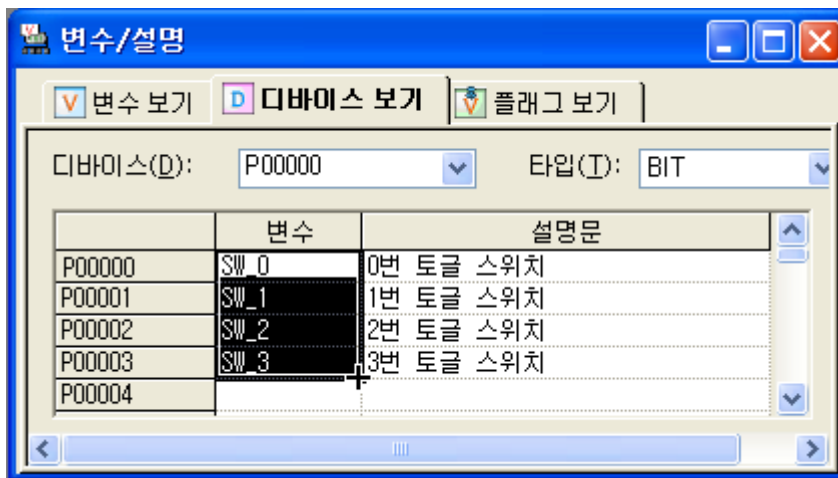 변수/설명
V 변수 보기 D 디바이스 보기 V 플래그 보기
디바이스(D): P00000 타입(T): BIT
변수 설명문
P00000 SW_0 0번 토글 스위치
P00001 SW_1 1번 토글 스위치
P00002 SW_2 2번 토글 스위치
P00003 SW_3 3번 토글 스위치
P00004